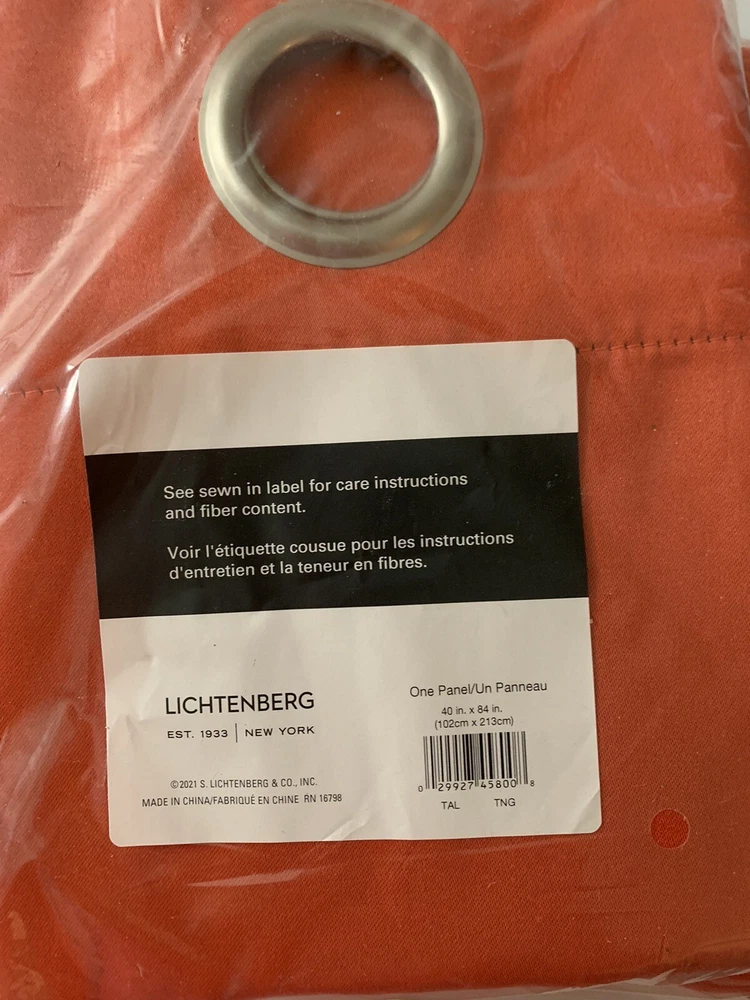 See sewn in label for care instructions
and fiber content.
Voir l'étiquette cousue pour les instructions
d'entretien et la teneur en fibres.
LICHTENBERG
EST. 1933 | NEW YORK
©2021 S. LICHTENBERG & CO., INC.
MADE IN CHINA/FABRIQUÉ EN CHINE RN 16798
One Panel/Un Panneau
40 in. x 84 in.
(102cm x 213cm)
0 29927 45800 8
TAL TNG